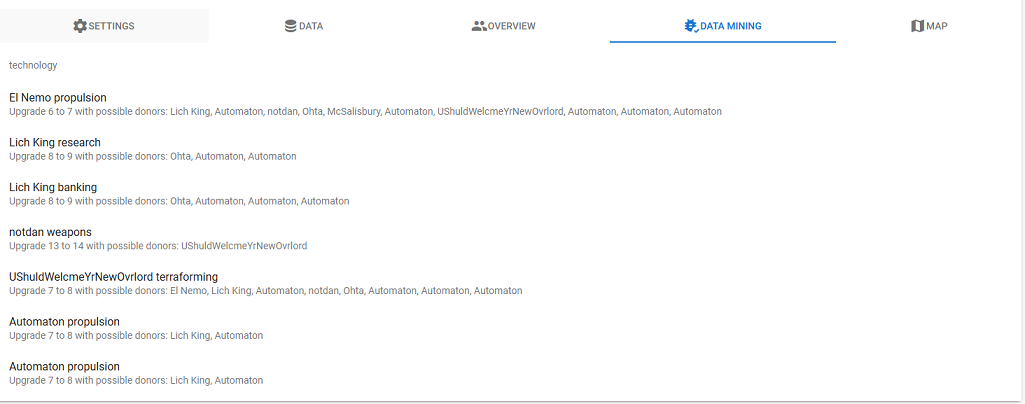 SETTINGS DATA OVERVIEW DATA MINING MAP
technology
El Nemo propulsion
Upgrade 6 to 7 with possible donors: Lich King, Automaton, notdan, Ohta, McSalisbury, Automaton, UShuldWelcmeYrNewOvrlord, Automaton, Automaton, Automaton
Lich King research
Upgrade 8 to 9 with possible donors: Ohta, Automaton, Automaton
Lich King banking
Upgrade 8 to 9 with possible donors: Ohta, Automaton, Automaton, Automaton
notdan weapons
Upgrade 13 to 14 with possible donors: UShuldWelcmeYrNewOvrlord
UShuldWelcmeYrNewOvrlord terraforming
Upgrade 7 to 8 with possible donors: El Nemo, Lich King, Automaton, notdan, Ohta, Automaton, Automaton, Automaton
Automaton propulsion
Upgrade 7 to 8 with possible donors: Lich King, Automaton
Automaton propulsion
Upgrade 7 to 8 with possible donors: Lich King, Automaton